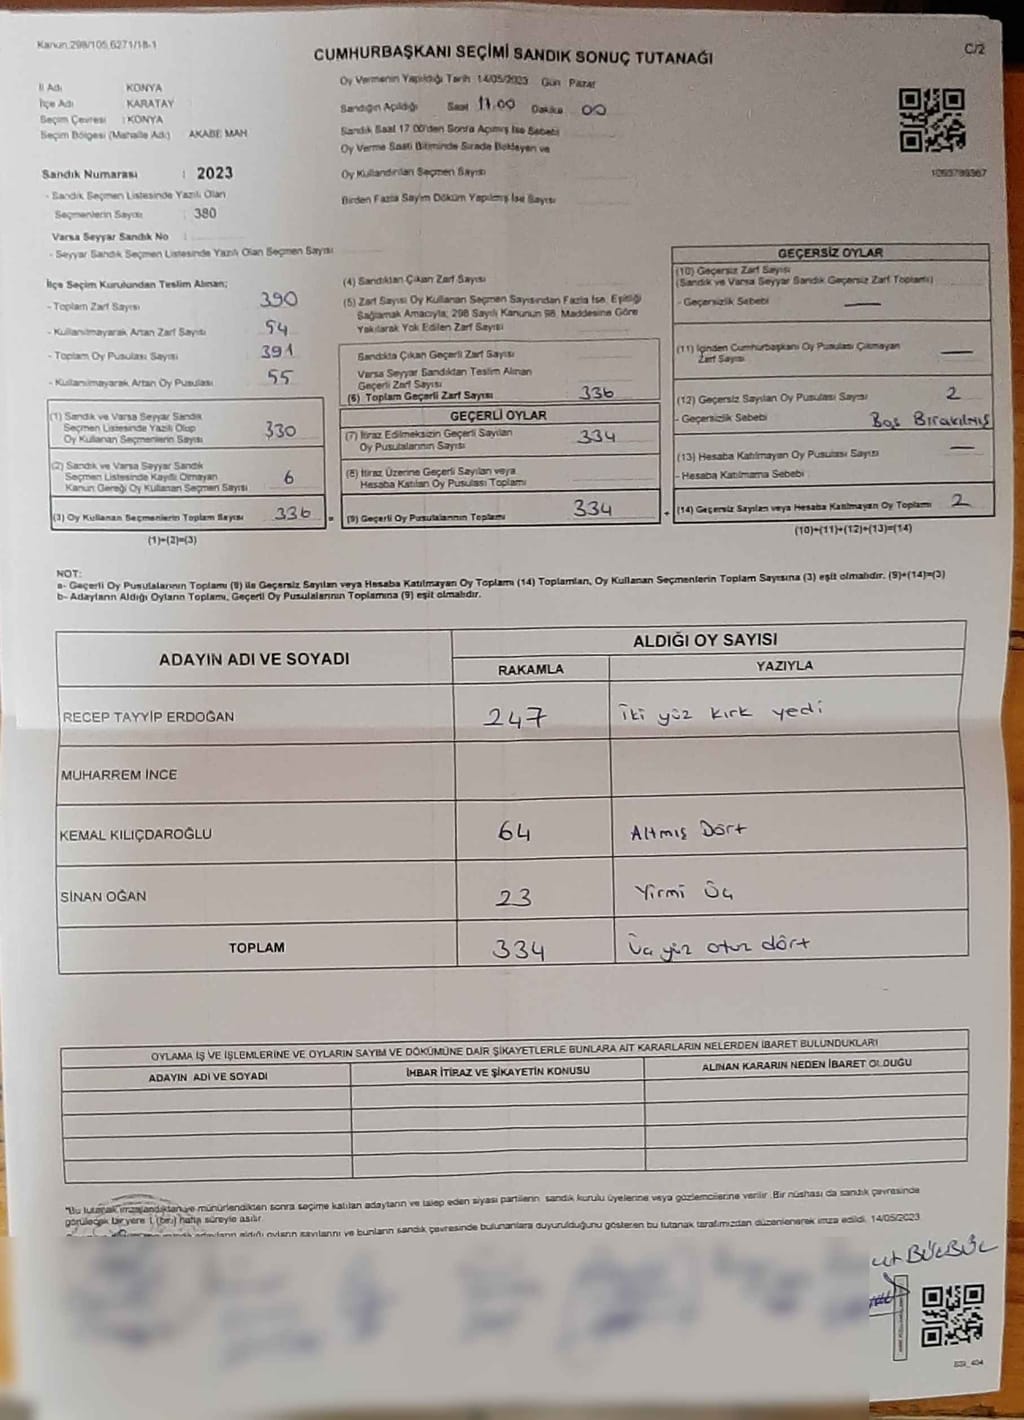 Kanun:298/105,6271/18-1
C/2
CUMHURBAŞKANI SEÇİMİ SANDIK SONUÇ TUTANAĞI
İl Adı KONYA
İlçe Adı KARATAY
Seçim Çevresi : KONYA
Seçim Bölgesi (Mahalle Adı) AKABE MAH
Oy Vermenin Yapıldığı Tarih 14/05/2023 Gün Pazar
Sandığın Açıldığı Saat 17.00 Dakika 00
Sandık Saat 17.00'den Sonra Açılmış İse Sebebi
Oy Verme Saati Bitiminde Sırada Bekleyen ve
Oy Kullandırılan Seçmen Sayısı
Birden Fazla Sayım Döküm Yapılmış İse Sayısı
1093799367
Sandık Numarası : 2023
- Sandık Seçmen Listesinde Yazılı Olan
Seçmenlerin Sayısı : 380
Varsa Seyyar Sandık No :
- Seyyar Sandık Seçmen Listesinde Yazılı Olan Seçmen Sayısı
İlçe Seçim Kurulundan Teslim Alınan;
- Toplam Zarf Sayısı 390
- Kullanılmayarak Artan Zarf Sayısı 54
- Toplam Oy Pusulası Sayısı 391
- Kullanılmayarak Artan Oy Pusulası 55
(1) Sandık ve Varsa Seyyar Sandık
Seçmen Listesinde Yazılı Olup
Oy Kullanan Seçmenlerin Sayısı 330
(2) Sandık ve Varsa Seyyar Sandık
Seçmen Listesinde Kayıtlı Olmayan
Kanun Gereği Oy Kullanan Seçmen Sayısı 6
(3) Oy Kullanan Seçmenlerin Toplam Sayısı 336
(1)+(2)=(3)
(4) Sandıktan Çıkan Zarf Sayısı
(5) Zarf Sayısı Oy Kullanan Seçmen Sayısından Fazla İse, Eşitliği
Sağlamak Amacıyla, 298 Sayılı Kanunun 98. Maddesine Göre
Yakılarak Yok Edilen Zarf Sayısı
Sandıkta Çıkan Geçerli Zarf Sayısı
Varsa Seyyar Sandıktan Teslim Alınan
Geçerli Zarf Sayısı
(6) Toplam Geçerli Zarf Sayısı 336
GEÇERLİ OYLAR
(7) İtiraz Edilmeksizin Geçerli Sayılan
Oy Pusulalarının Sayısı 334
(8) İtiraz Üzerine Geçerli Sayılan veya
Hesaba Katılan Oy Pusulası Toplamı
= (9) Geçerli Oy Pusulalarının Toplamı 334
GEÇERSİZ OYLAR
(10) Geçersiz Zarf Sayısı
(Sandık ve Varsa Seyyar Sandık Geçersiz Zarf Toplamı)
- Geçersizlik Sebebi —
(11) İçinden Cumhurbaşkanı Oy Pusulası Çıkmayan
Zarf Sayısı —
(12) Geçersiz Sayılan Oy Pusulası Sayısı 2
- Geçersizlik Sebebi Boş Bırakılmış
(13) Hesaba Katılmayan Oy Pusulası Sayısı —
- Hesaba Katılmama Sebebi
+ (14) Geçersiz Sayılan veya Hesaba Katılmayan Oy Toplamı 2
(10)+(11)+(12)+(13)=(14)
NOT:
a- Geçerli Oy Pusulalarının Toplamı (9) ile Geçersiz Sayılan veya Hesaba Katılmayan Oy Toplamı (14) Toplamları, Oy Kullanan Seçmenlerin Toplam Sayısına (3) eşit olmalıdır. (9)+(14)=(3)
b- Adayların Aldığı Oyların Toplamı, Geçerli Oy Pusulalarının Toplamına (9) eşit olmalıdır.
ADAYIN ADI VE SOYADI
ALDIĞI OY SAYISI
RAKAMLA YAZIYLA
RECEP TAYYİP ERDOĞAN 247 İki yüz kırk yedi
MUHARREM İNCE
KEMAL KILIÇDAROĞLU 64 Altmış Dört
SİNAN OĞAN 23 Yirmi Üç
TOPLAM 334 Üç yüz otuz dört
OYLAMA İŞ VE İŞLEMLERİNE VE OYLARIN SAYIM VE DÖKÜMÜNE DAİR ŞİKAYETLERLE BUNLARA AİT KARARLARIN NELERDEN İBARET BULUNDUKLARI
ADAYIN ADI VE SOYADI İHBAR İTİRAZ VE ŞİKAYETİN KONUSU ALINAN KARARIN NEDEN İBARET OLDUĞU
"Bu tutanak imzalandıktan ve mühürlendikten sonra seçime katılan adayların ve talep eden siyasi partilerin sandık kurulu üyelerine veya gözlemcilerine verilir. Bir nüshası da sandık çevresinde
görülecek bir yere 1 (bir) hafta süreyle asılır.
aldığı oyların sayılarını ve bunların sandık çevresinde bulunanlara duyurulduğunu gösteren bu tutanak tarafımızdan düzenlenerek imza edildi. 14/05/2023
BÜLBÜL